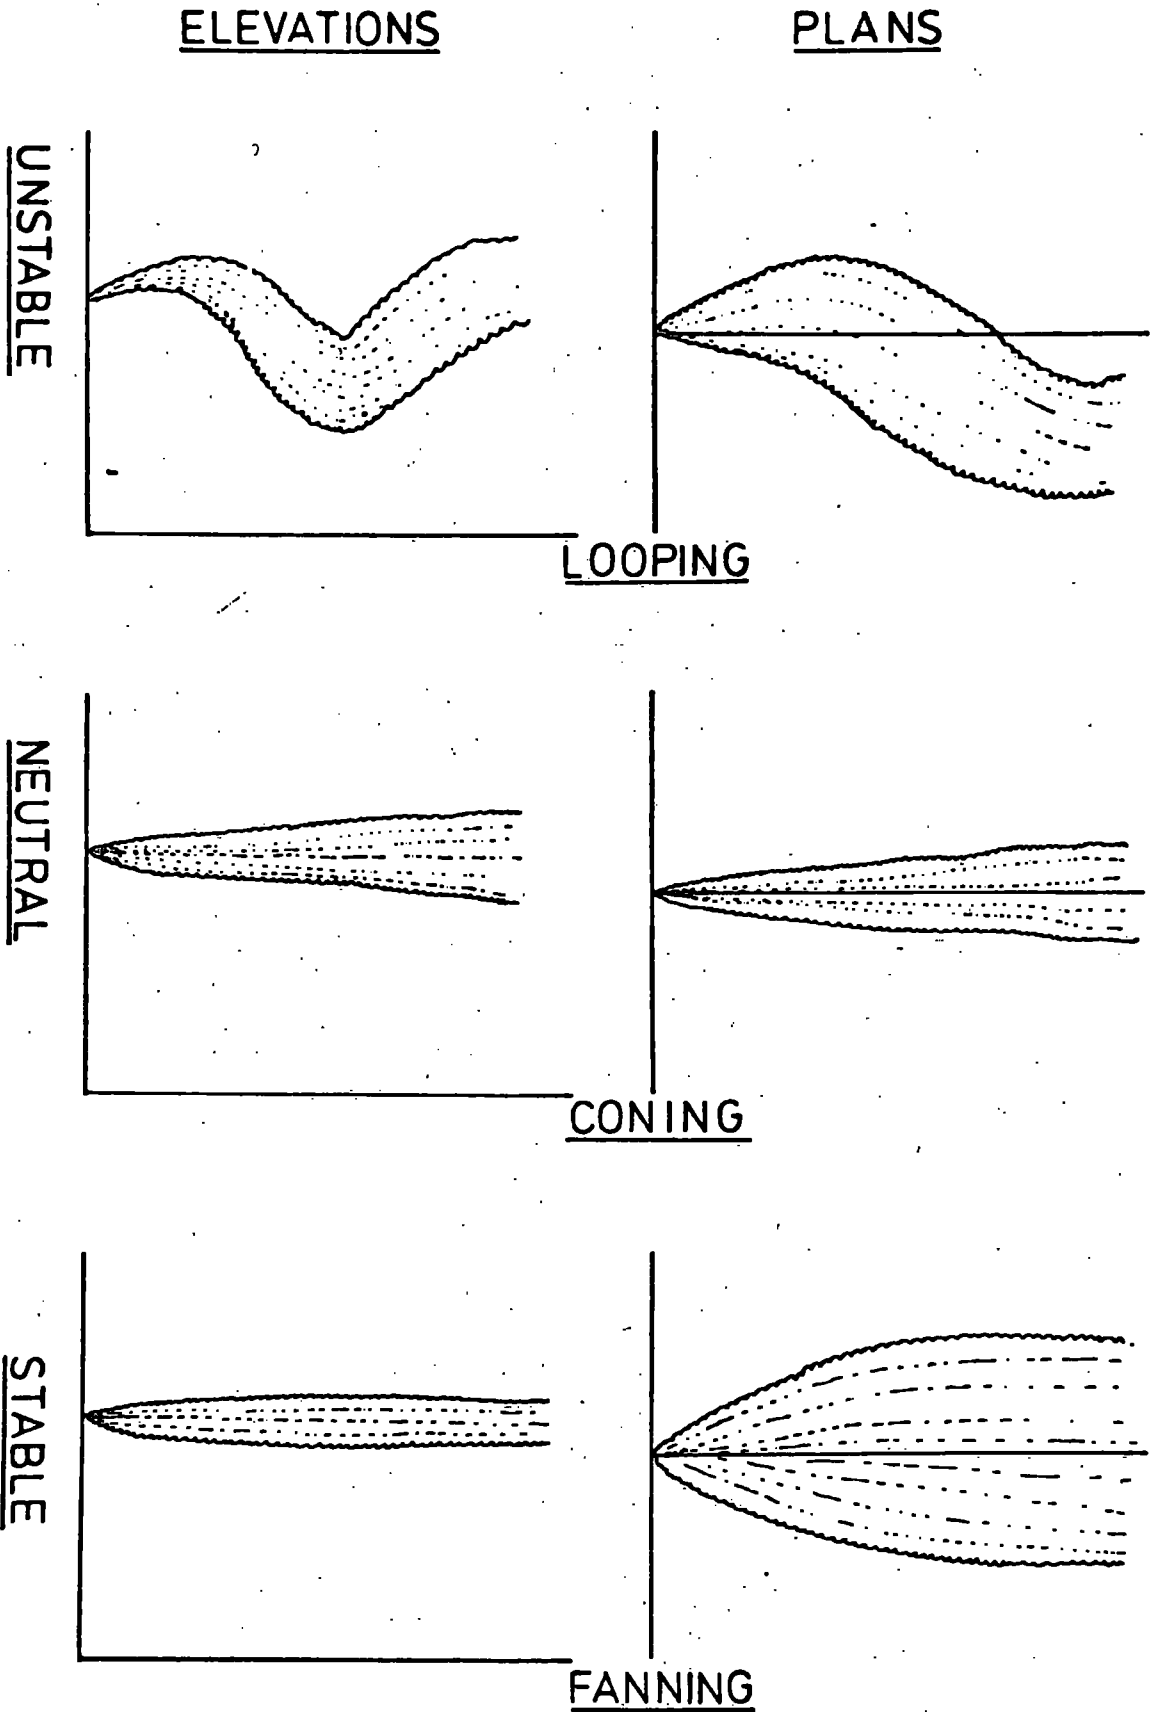 ELEVATIONS
PLANS
UNSTABLE
LOOPING
NEUTRAL
CONING
STABLE
FANNING